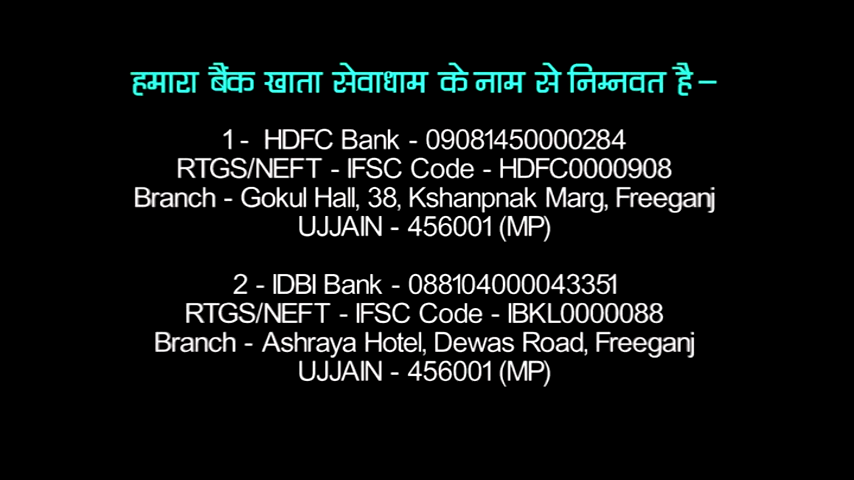 हमारा बैंक खाता सेवाधाम के नाम से निम्नवत है –
1 - HDFC Bank - 09081450000284
RTGS/NEFT - IFSC Code - HDFC0000908
Branch - Gokul Hall, 38, Kshanpnak Marg, Freeganj
UJJAIN - 456001 (MP)
2 - IDBI Bank - 088104000043351
RTGS/NEFT - IFSC Code - IBKL0000088
Branch - Ashraya Hotel, Dewas Road, Freeganj
UJJAIN - 456001 (MP)